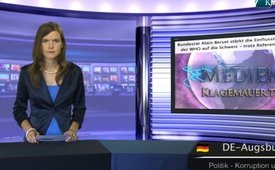 Bundesrat Alain Berset stärkt die Einfluss
der WHO auf die Schweiz – trotz Referen
MEDIEN
KLAGEMAUER T
DE-Augsbu
Politik - Korruption u